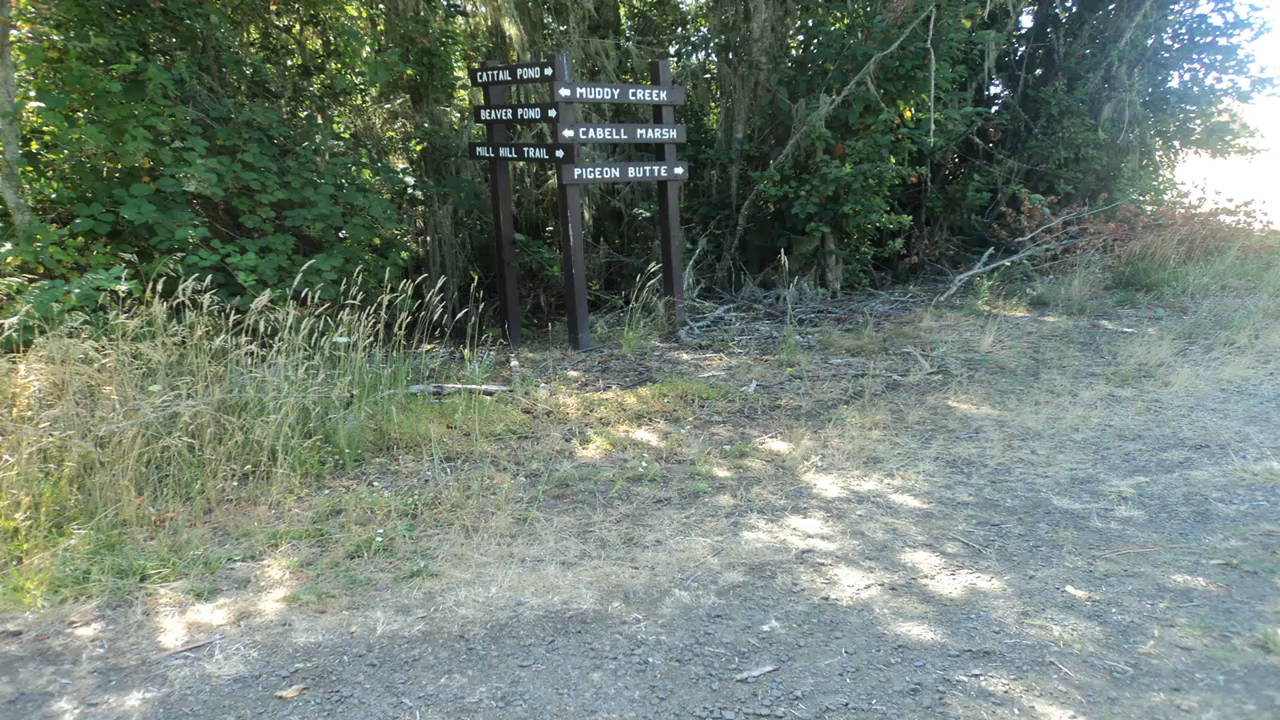 CATTAIL POND ➡
BEAVER POND ➡
MILL HILL TRAIL ➡
⬅ MUDDY CREEK
⬅ CABELL MARSH
PIGEON BUTTE ➡